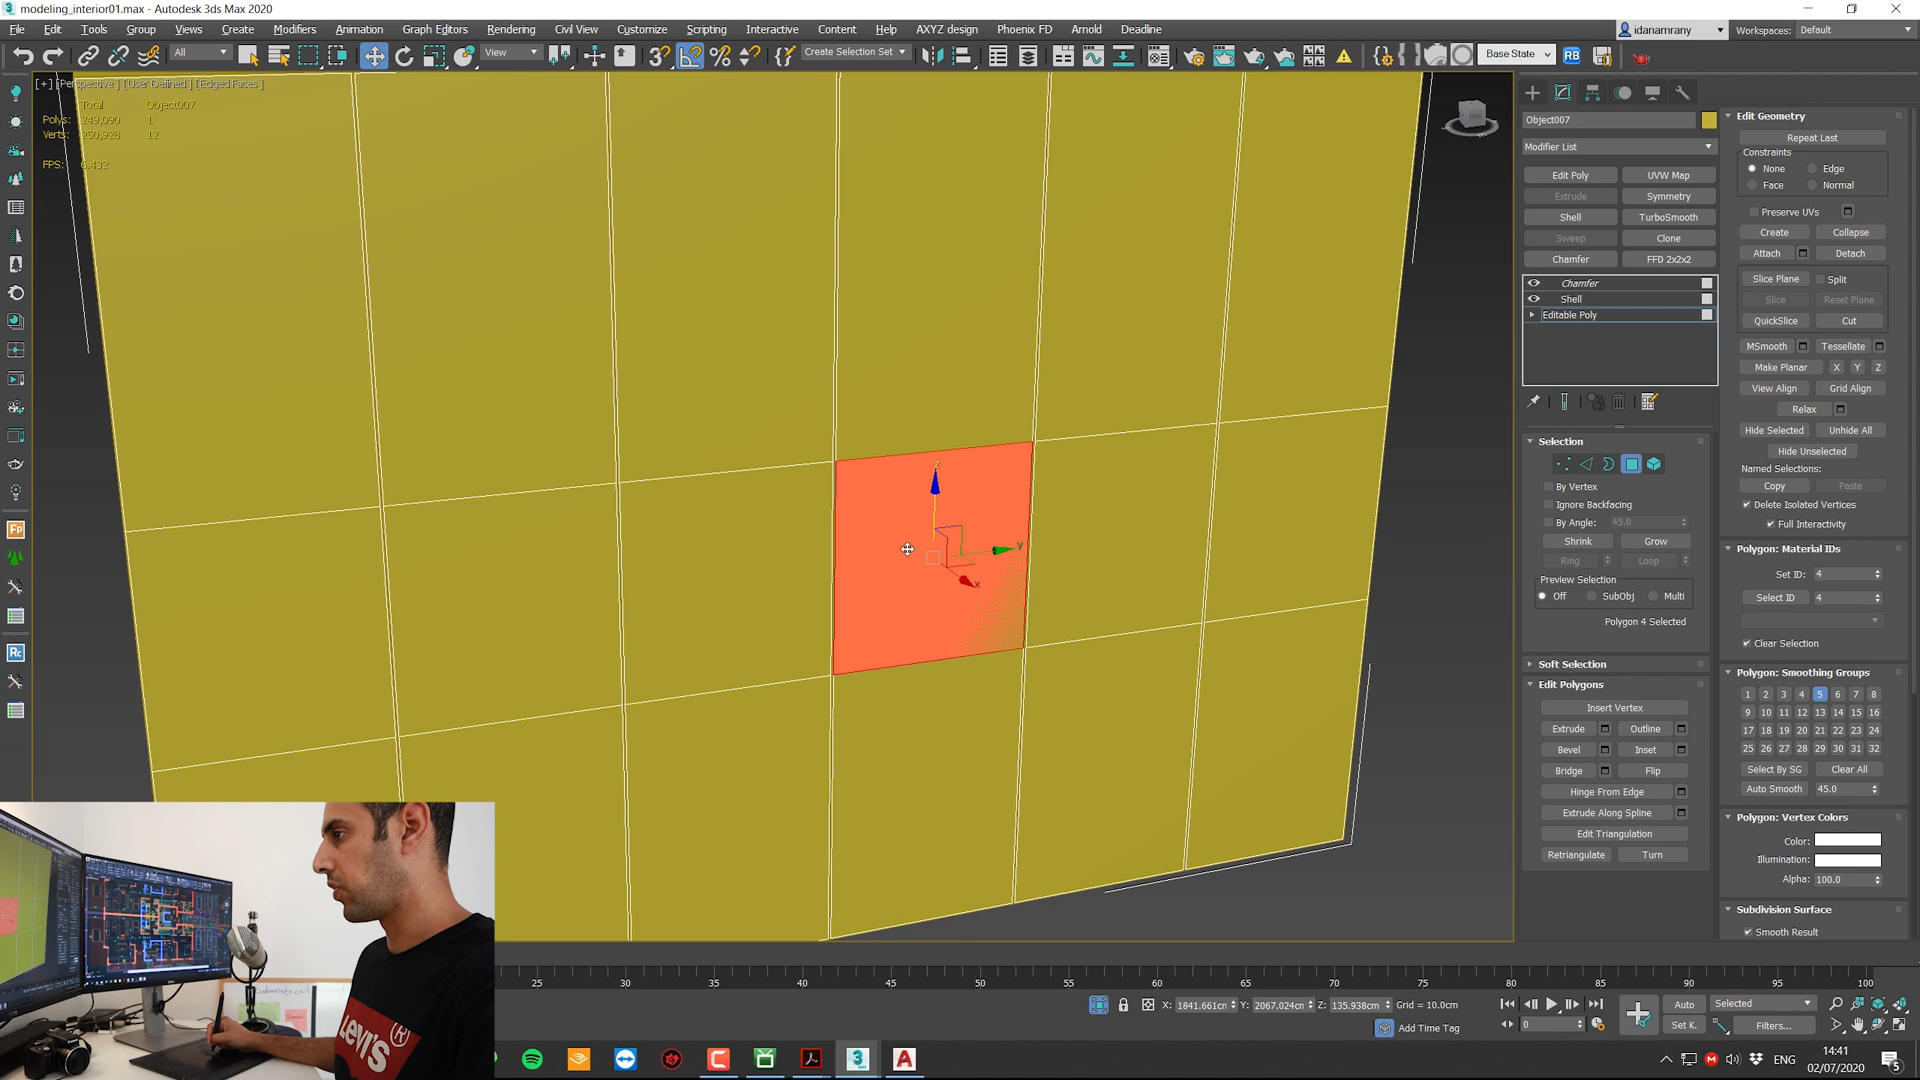 modeling_interior01.max - Autodesk 3ds Max 2020
File Edit Tools Group Views Create Modifiers Animation Graph Editors Rendering Civil View Customize Scripting Interactive Content Help AXYZ design Phoenix FD Arnold Deadline
idanamrany Workspaces: Default
All View Create Selection Set Base State RB
[+] [Perspective ] [User Defined ] [Edged Faces ]
Total Object007
Polys: 249,090 1
Verts: 250,928 12
FPS: 6.432
Z
Y
X
Fp
Rc
Object007
Modifier List
Edit Poly UVW Map
Extrude Symmetry
Shell TurboSmooth
Sweep Clone
Chamfer FFD 2x2x2
Chamfer
Shell
Editable Poly
Selection
By Vertex
Ignore Backfacing
By Angle: 45.0
Shrink Grow
Ring Loop
Preview Selection
Off SubObj Multi
Polygon 4 Selected
Soft Selection
Edit Polygons
Insert Vertex
Extrude Outline
Bevel Inset
Bridge Flip
Hinge From Edge
Extrude Along Spline
Edit Triangulation
Retriangulate Turn
Edit Geometry
Repeat Last
Constraints
None Edge
Face Normal
Preserve UVs
Create Collapse
Attach Detach
Slice Plane Split
Slice Reset Plane
QuickSlice Cut
MSmooth Tessellate
Make Planar X Y Z
View Align Grid Align
Relax
Hide Selected Unhide All
Hide Unselected
Named Selections:
Copy Paste
Delete Isolated Vertices
Full Interactivity
Polygon: Material IDs
Set ID: 4
Select ID 4
Clear Selection
Polygon: Smoothing Groups
1 2 3 4 5 6 7 8
9 10 11 12 13 14 15 16
17 18 19 20 21 22 23 24
25 26 27 28 29 30 31 32
Select By SG Clear All
Auto Smooth 45.0
Polygon: Vertex Colors
Color:
Illumination:
Alpha: 100.0
Subdivision Surface
Smooth Result
25 30 35 40 45 50 55 60 65 70 75 80 85 90 95 100
X: 1841.661cm Y: 2067.024cm Z: 135.938cm Grid = 10.0cm
Add Time Tag
0
Auto Selected
Set K. Filters...
LEVI'S ®
ENG 14:41
02/07/2020
5